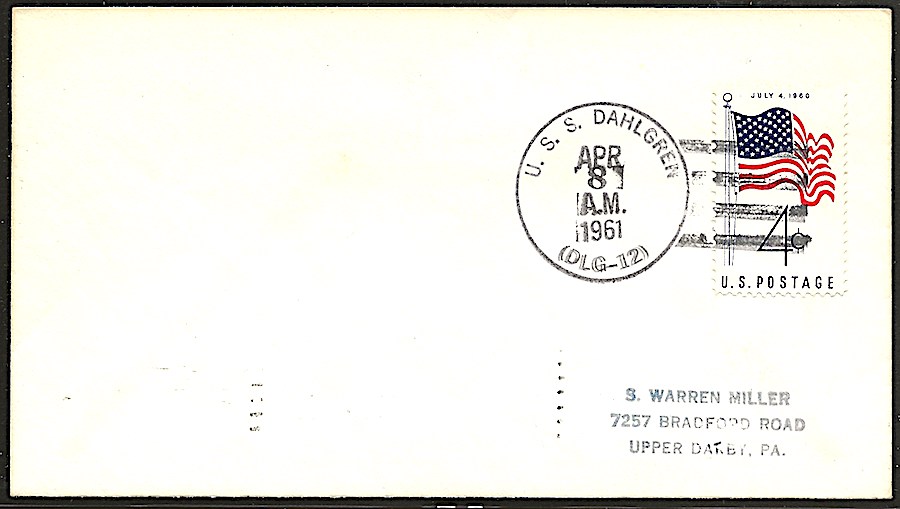 U. S. S. DAHLGREN
APR
8
A.M.
1961
(DLG-12)
JULY 4, 1960
4¢
U.S. POSTAGE
S. WARREN MILLER
7257 BRADFORD ROAD
UPPER DARBY, PA.